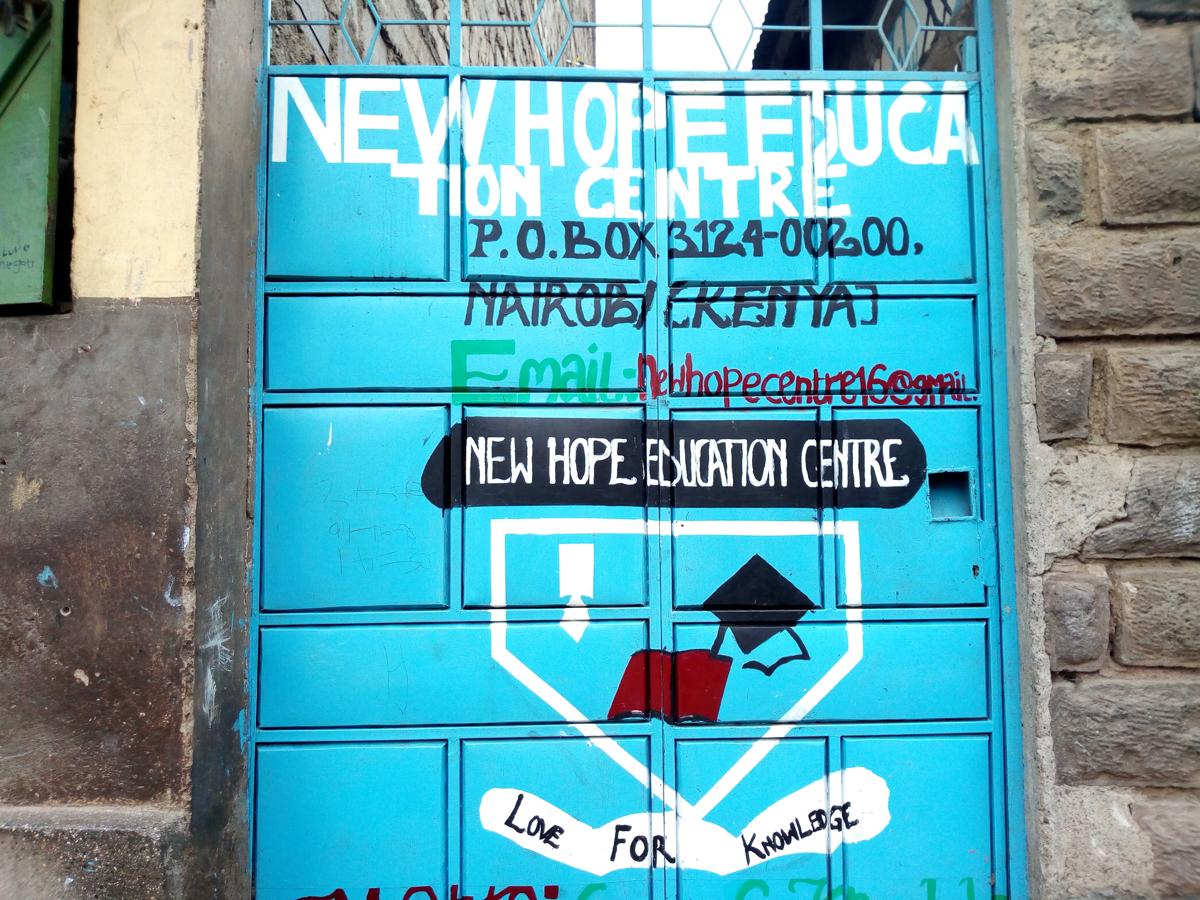 NEW HOPE EDUCA
TION CENTRE
P.O.BOX 3124-00200,
NAIROBI [KENYA]
Email:Newhopecentre16@gmail.
NEW HOPE EDUCATION CENTRE
LOVE FOR KNOWLEDGE